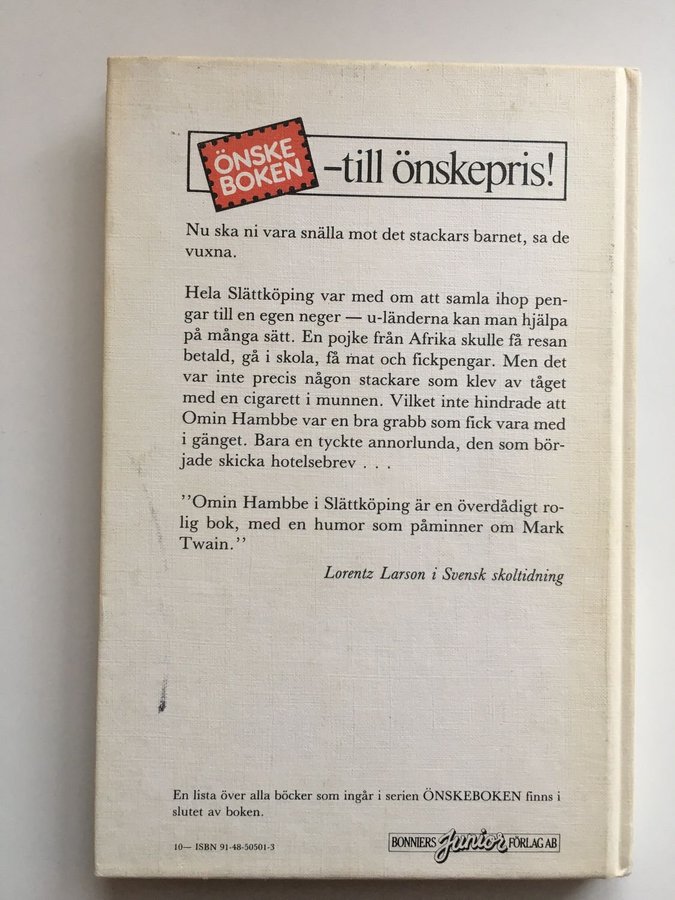 ÖNSKE
BOKEN
–till önskepris!
Nu ska ni vara snälla mot det stackars barnet, sa de
vuxna.
Hela Slättköping var med om att samla ihop pen-
gar till en egen neger — u-länderna kan man hjälpa
på många sätt. En pojke från Afrika skulle få resan
betald, gå i skola, få mat och fickpengar. Men det
var inte precis någon stackare som klev av tåget
med en cigarett i munnen. Vilket inte hindrade att
Omin Hambbe var en bra grabb som fick vara med
i gänget. Bara en tyckte annorlunda, den som bör-
jade skicka hotelsebrev . . .
”Omin Hambbe i Slättköping är en överdådigt ro-
lig bok, med en humor som påminner om Mark
Twain.”
Lorentz Larson i Svensk skoltidning
En lista över alla böcker som ingår i serien ÖNSKEBOKEN finns i
slutet av boken.
10— ISBN 91-48-50501-3
BONNIERS Junior FÖRLAG AB